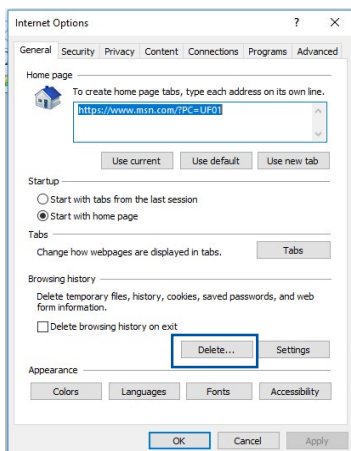 Internet Options
General Security Privacy Content Connections Programs Advanced
Home page
To create home page tabs, type each address on its own line.
https://www.msn.com/?PC=UF01
Use current Use default Use new tab
Startup
Start with tabs from the last session
Start with home page
Tabs
Change how webpages are displayed in tabs. Tabs
Browsing history
Delete temporary files, history, cookies, saved passwords, and web
form information.
Delete browsing history on exit
Delete... Settings
Appearance
Colors Languages Fonts Accessibility
OK Cancel Apply